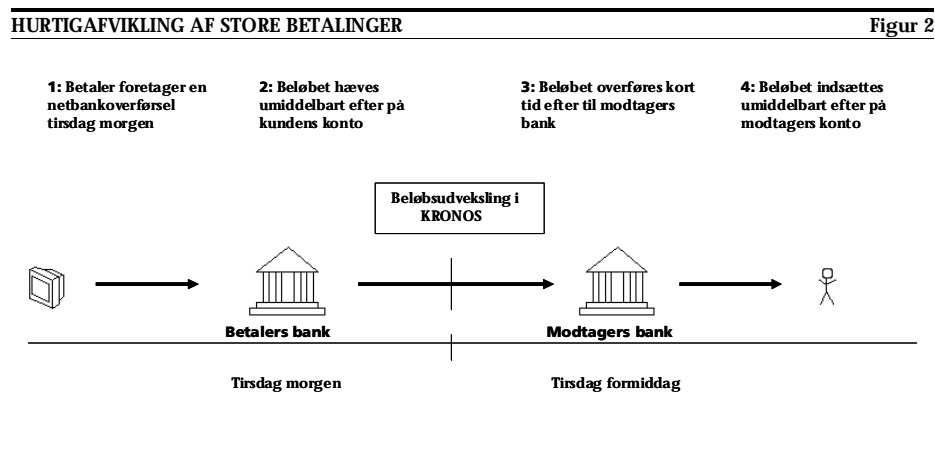 HURTIGAFVIKLING AF STORE BETALINGER Figur 2
1: Betaler foretager en
netbankoverførsel
tirsdag morgen
2: Beløbet hæves
umiddelbart efter på
kundens konto
3: Beløbet overføres kort
tid efter til modtagers
bank
4: Beløbet indsættes
umiddelbart efter på
modtagers konto
Beløbsudveksling i
KRONOS
Betalers bank
Modtagers bank
Tirsdag morgen
Tirsdag formiddag